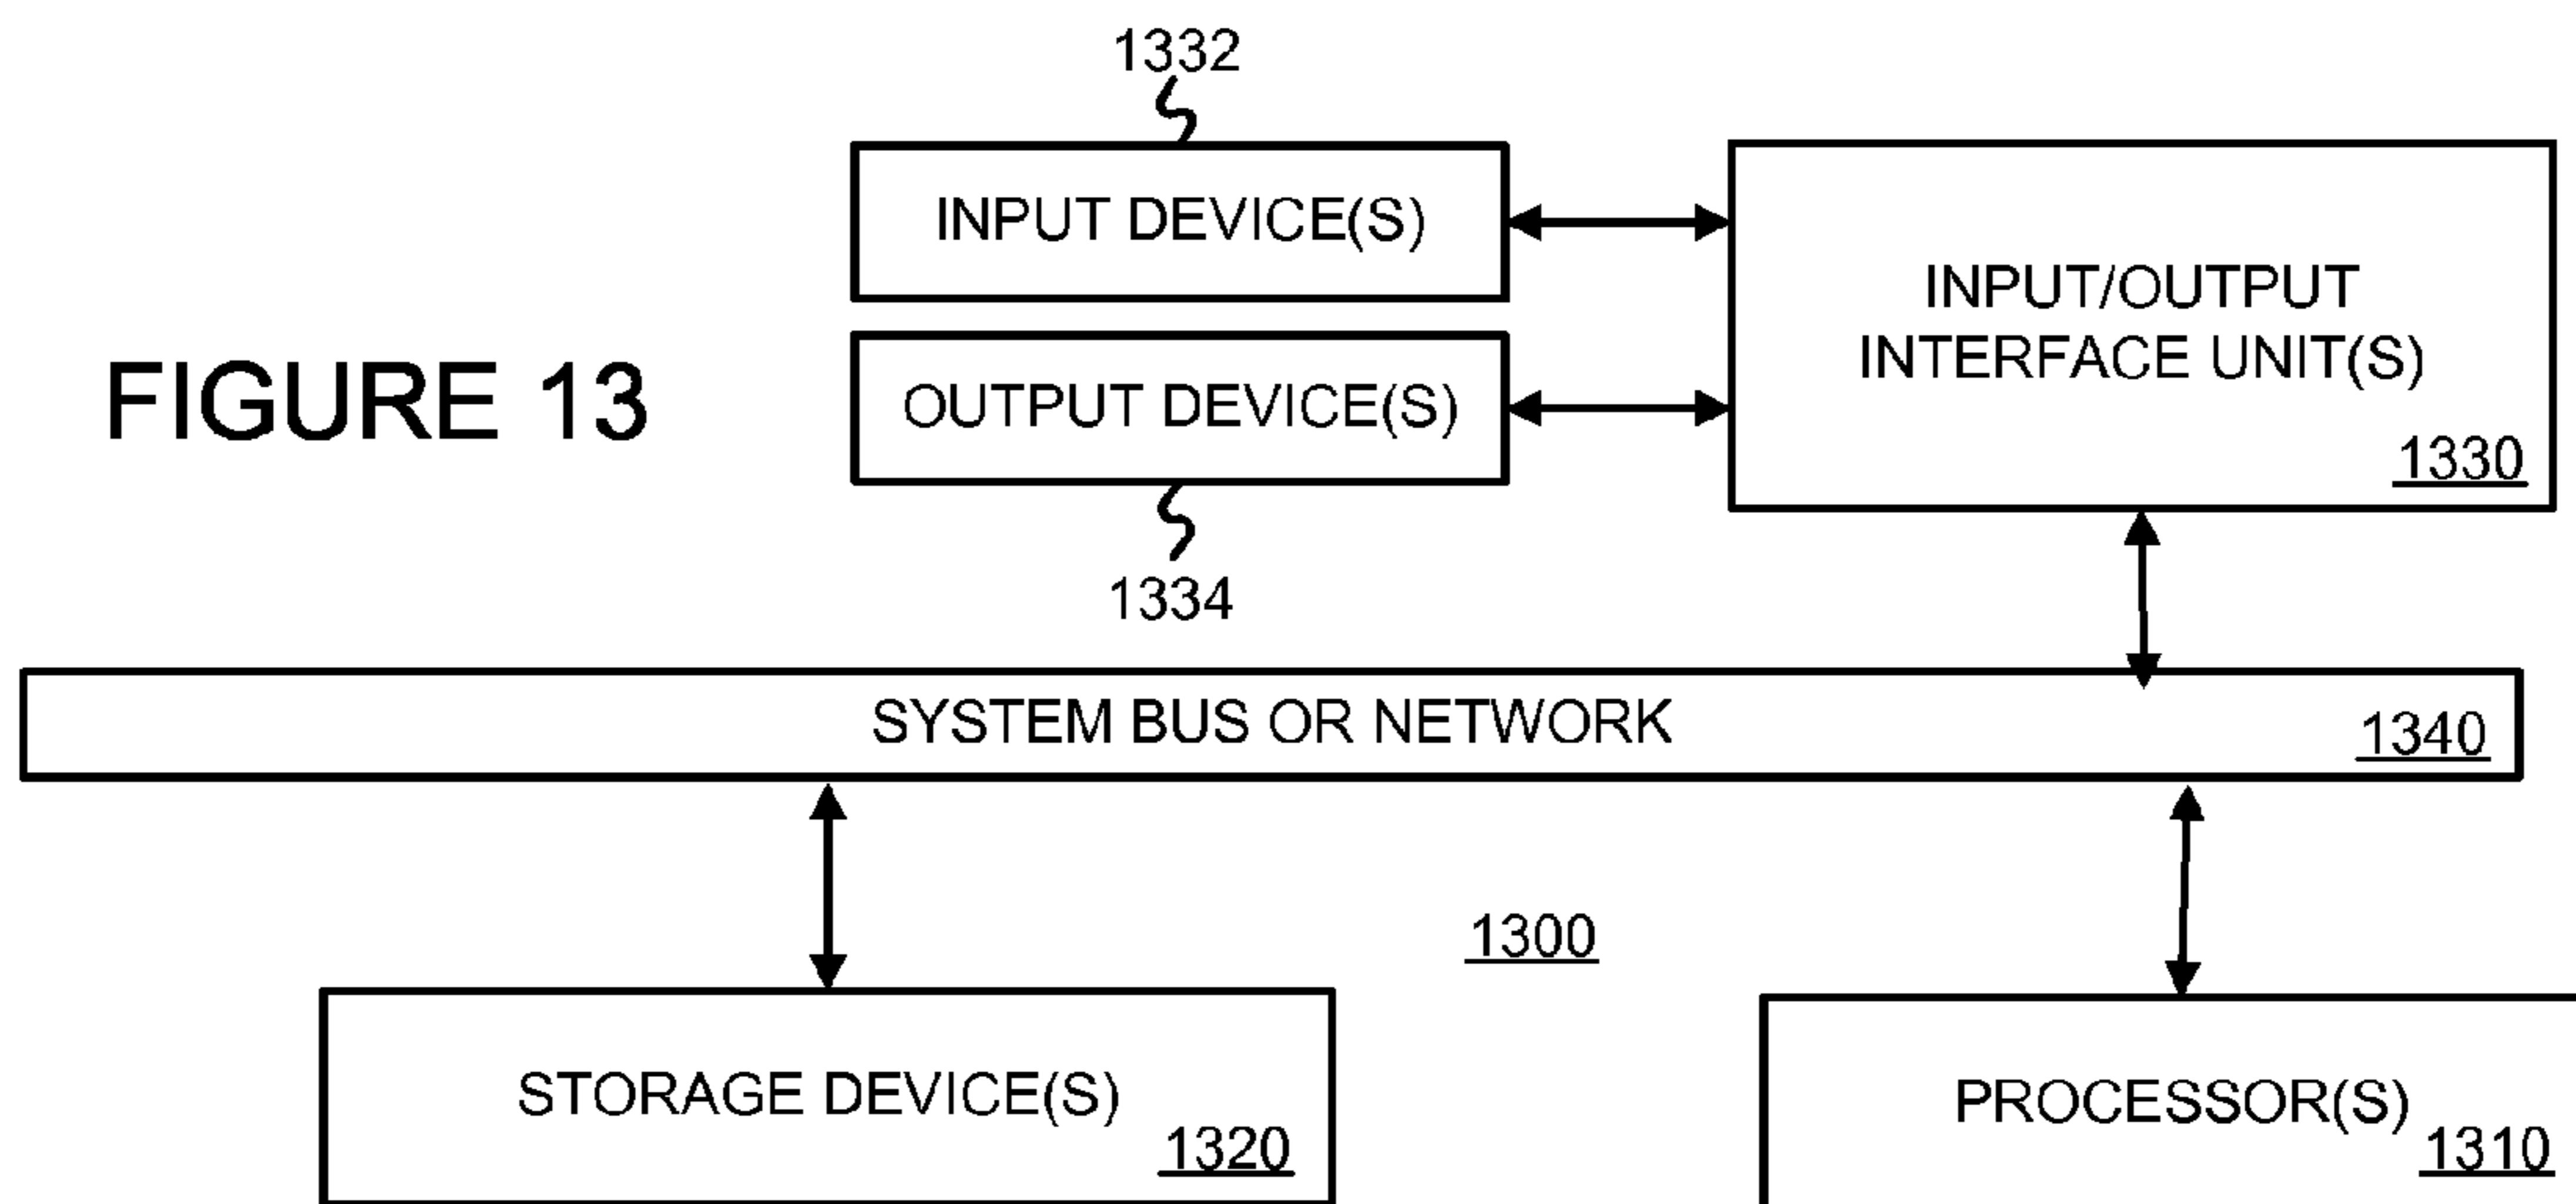 1332
INPUT DEVICE(S)
INPUT/OUTPUT
INTERFACE UNIT(S)
1330
FIGURE 13
OUTPUT DEVICE(S)
1334
SYSTEM BUS OR NETWORK
1340
1300
STORAGE DEVICE(S)
1320
PROCESSOR(S)
1310